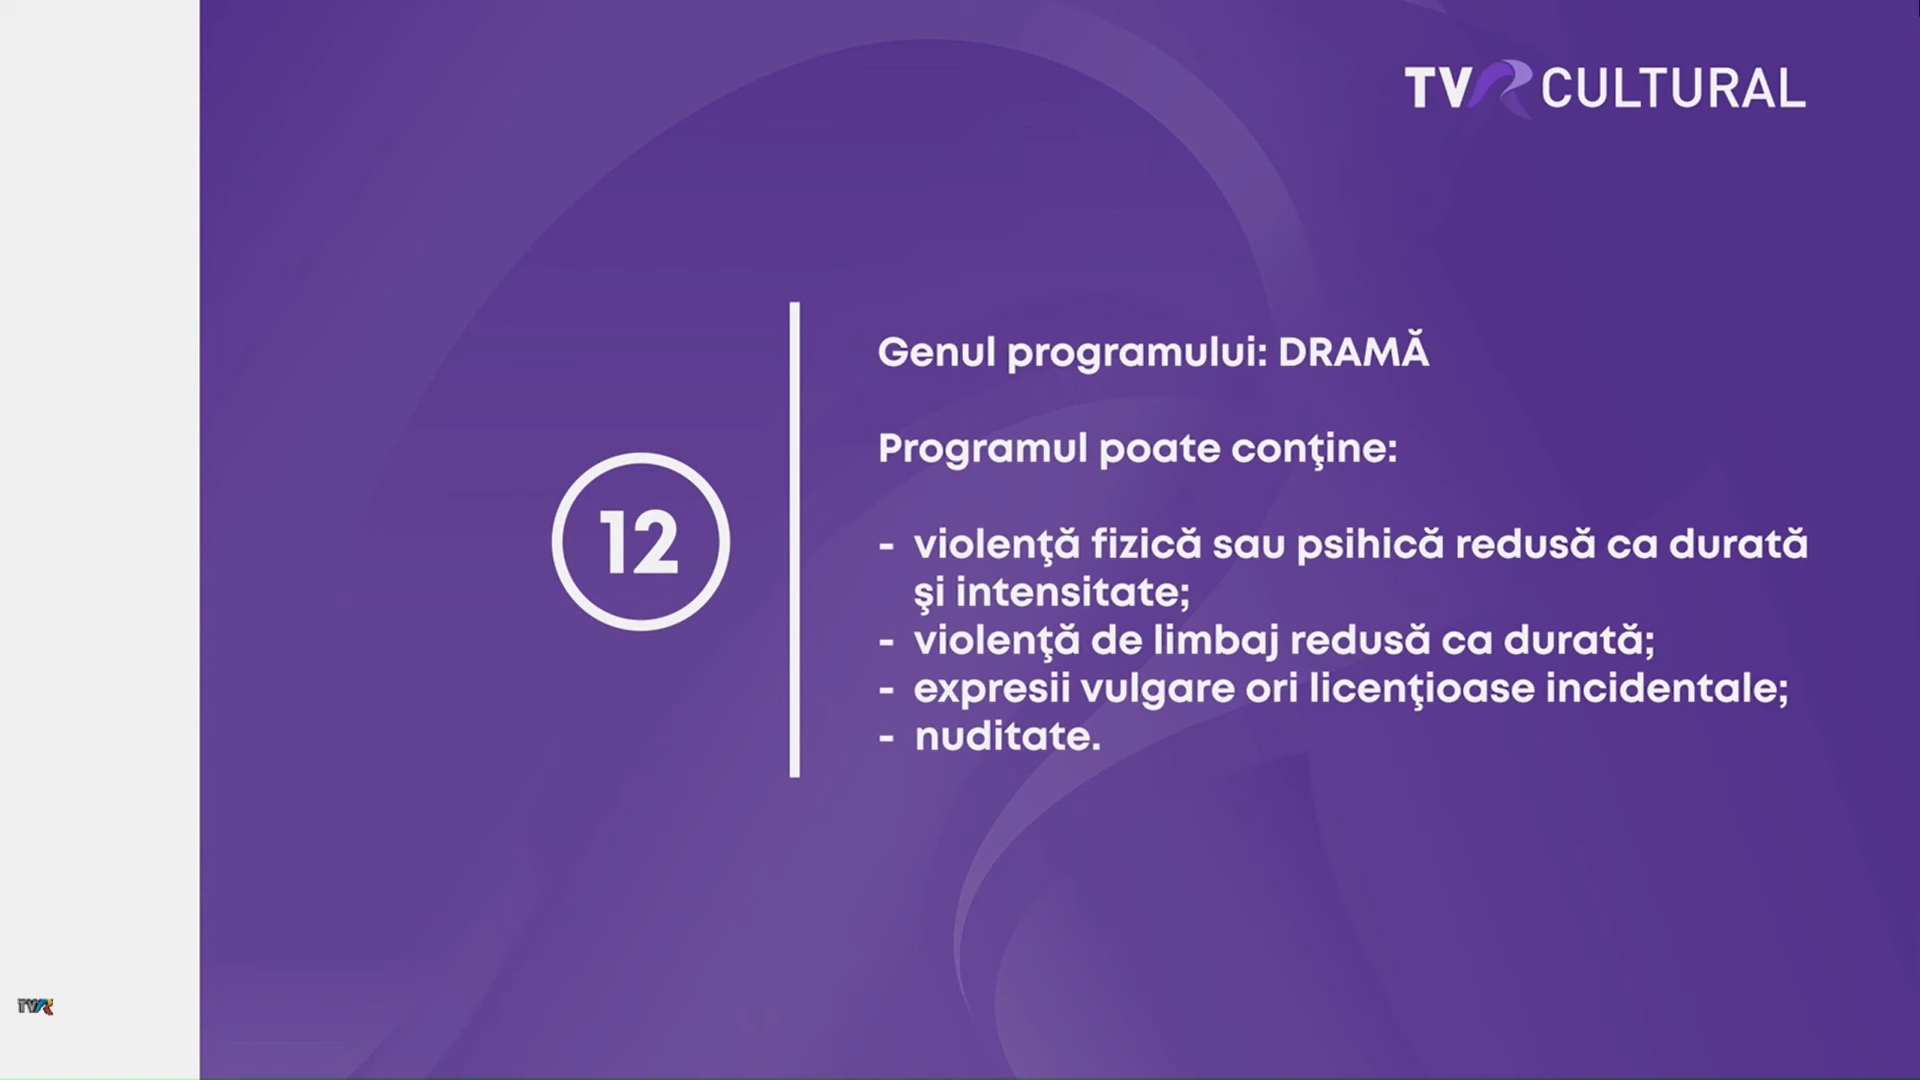 TVR CULTURAL
Genul programului: DRAMĂ
Programul poate conţine:
12
- violenţă fizică sau psihică redusă ca durată
şi intensitate;
- violenţă de limbaj redusă ca durată;
- expresii vulgare ori licenţioase incidentale;
- nuditate.
TVR